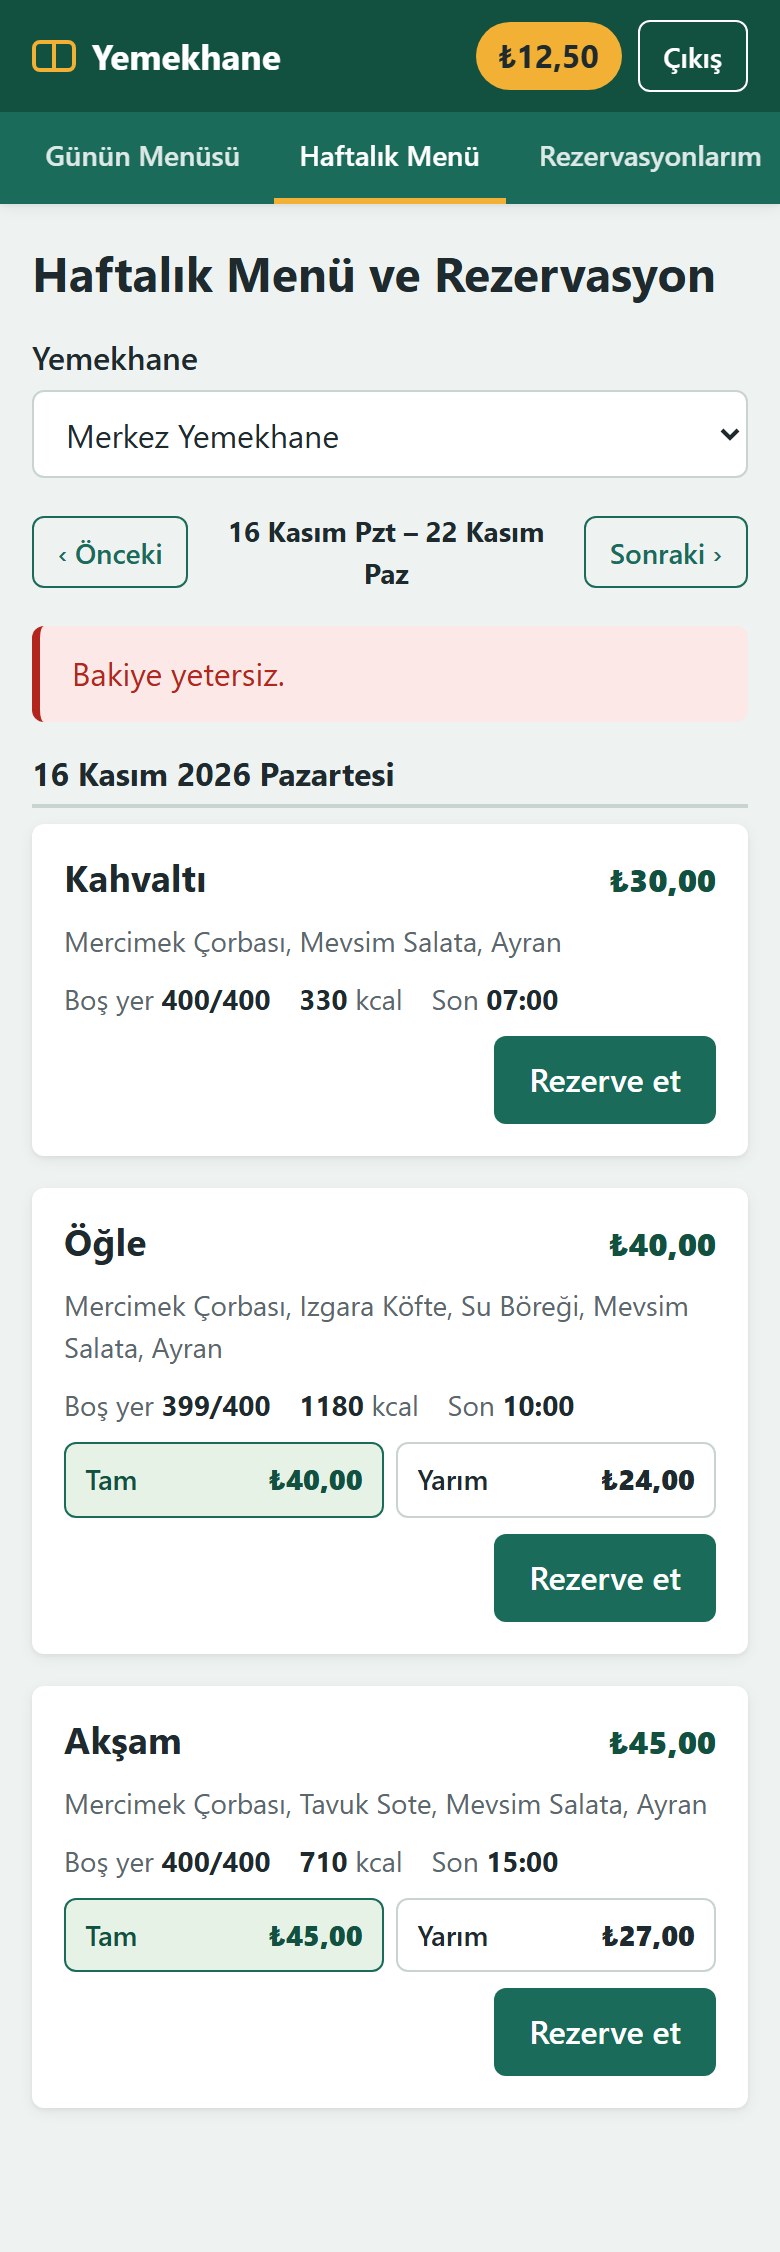 Yemekhane
₺12,50
Çıkış
Günün Menüsü
Haftalık Menü
Rezervasyonlarım
Haftalık Menü ve Rezervasyon
Yemekhane
Merkez Yemekhane
‹ Önceki
16 Kasım Pzt – 22 Kasım
Paz
Sonraki ›
Bakiye yetersiz.
16 Kasım 2026 Pazartesi
Kahvaltı ₺30,00
Mercimek Çorbası, Mevsim Salata, Ayran
Boş yer 400/400 330 kcal Son 07:00
Rezerve et
Öğle ₺40,00
Mercimek Çorbası, Izgara Köfte, Su Böreği, Mevsim
Salata, Ayran
Boş yer 399/400 1180 kcal Son 10:00
Tam ₺40,00 Yarım ₺24,00
Rezerve et
Akşam ₺45,00
Mercimek Çorbası, Tavuk Sote, Mevsim Salata, Ayran
Boş yer 400/400 710 kcal Son 15:00
Tam ₺45,00 Yarım ₺27,00
Rezerve et